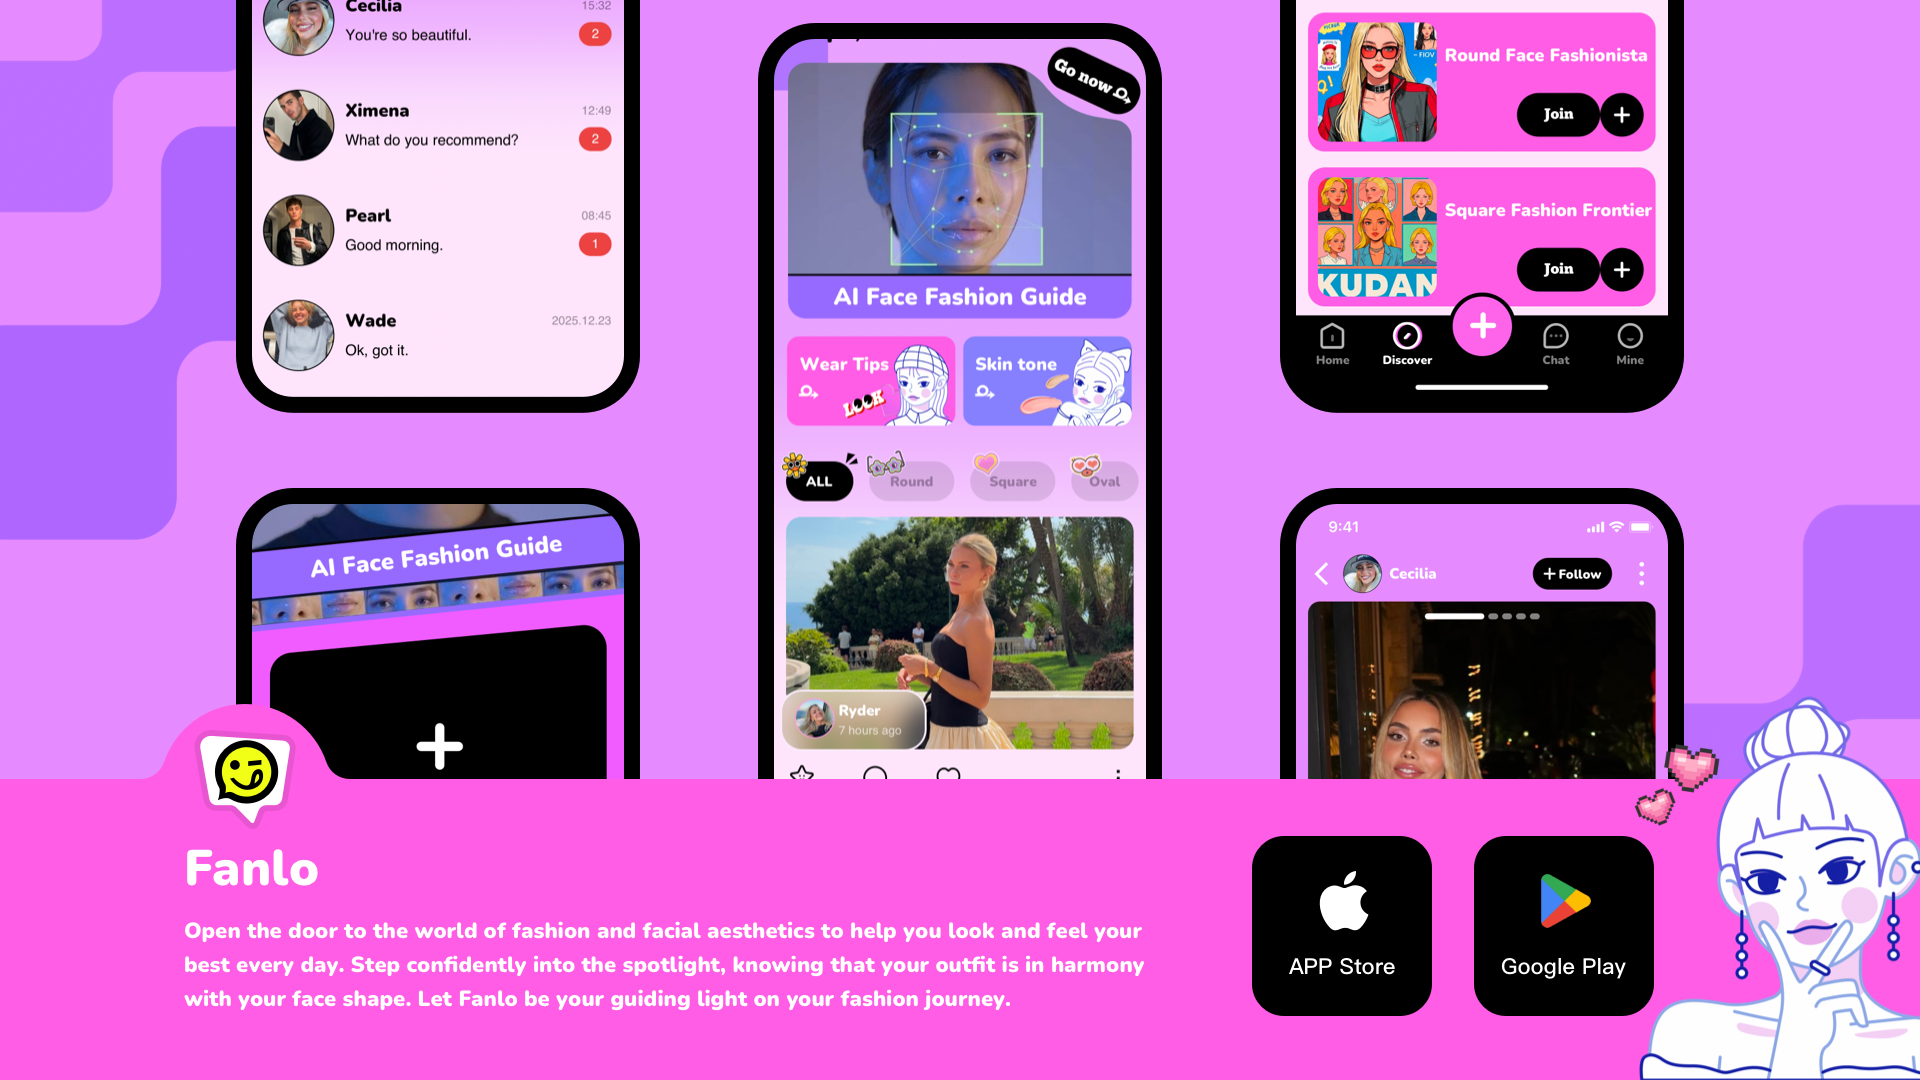 Cecilia
15:32
You're so beautiful.
2
Ximena
12:49
What do you recommend?
2
Pearl
08:45
Good morning.
1
Wade
2025.12.23
Ok, got it.
AI Face Fashion Guide
Go now
AI Face Fashion Guide
Wear Tips
LOOK
Skin tone
ALL
Round
Square
Oval
Ryder
7 hours ago
FIOV
Round Face Fashionista
Join
KUDAN
Square Fashion Frontier
Join
Home
Discover
Chat
Mine
9:41
Cecilia
Follow
Fanlo
Open the door to the world of fashion and facial aesthetics to help you look and feel your
best every day. Step confidently into the spotlight, knowing that your outfit is in harmony
with your face shape. Let Fanlo be your guiding light on your fashion journey.
APP Store
Google Play